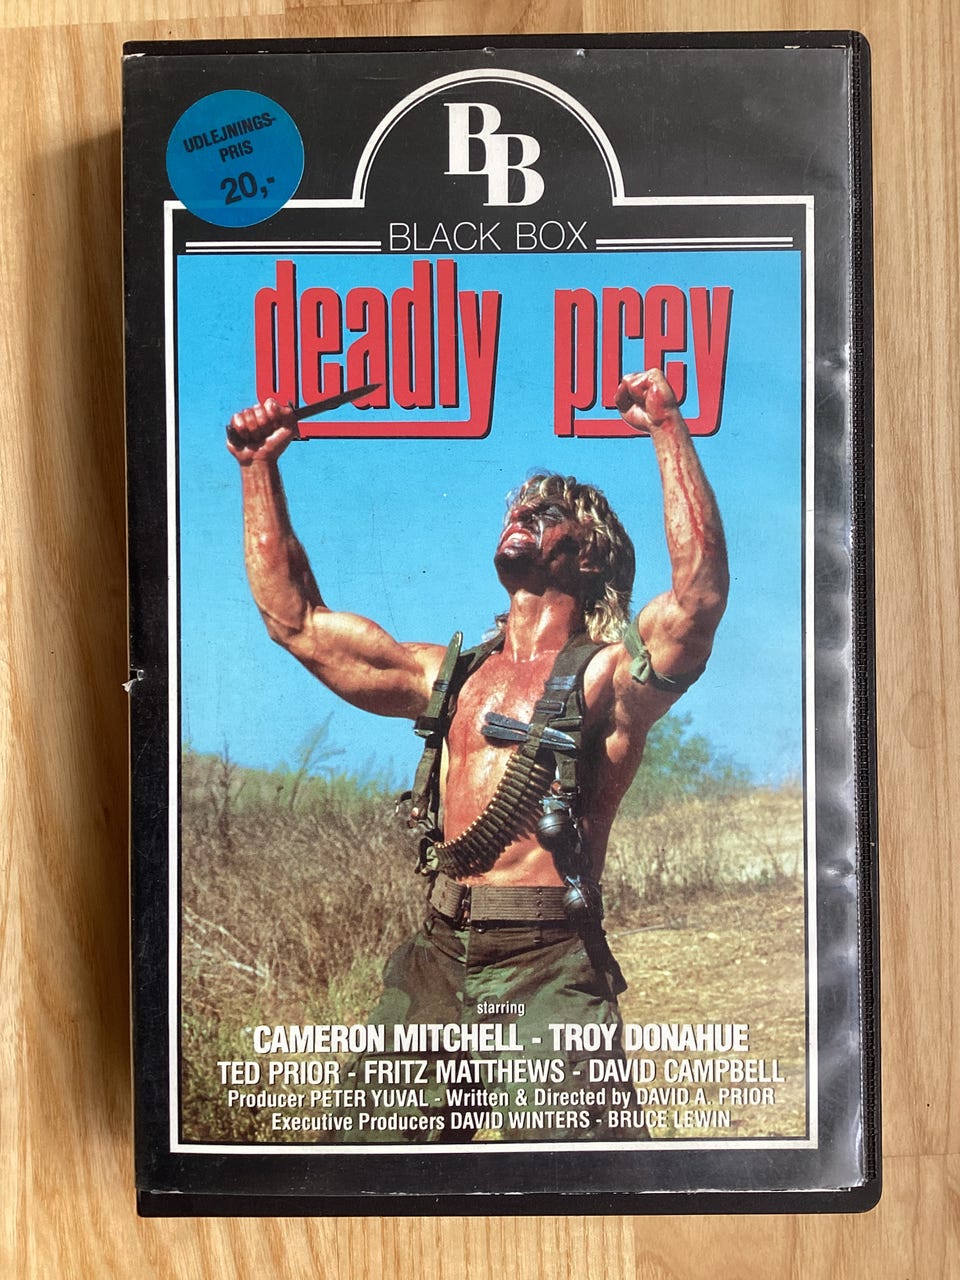 UDLEJNINGS-
PRIS
20,-
BB
BLACK BOX
deadly prey
starring
CAMERON MITCHELL - TROY DONAHUE
TED PRIOR - FRITZ MATTHEWS - DAVID CAMPBELL
Producer PETER YUVAL - Written & Directed by DAVID A. PRIOR
Executive Producers DAVID WINTERS - BRUCE LEWIN